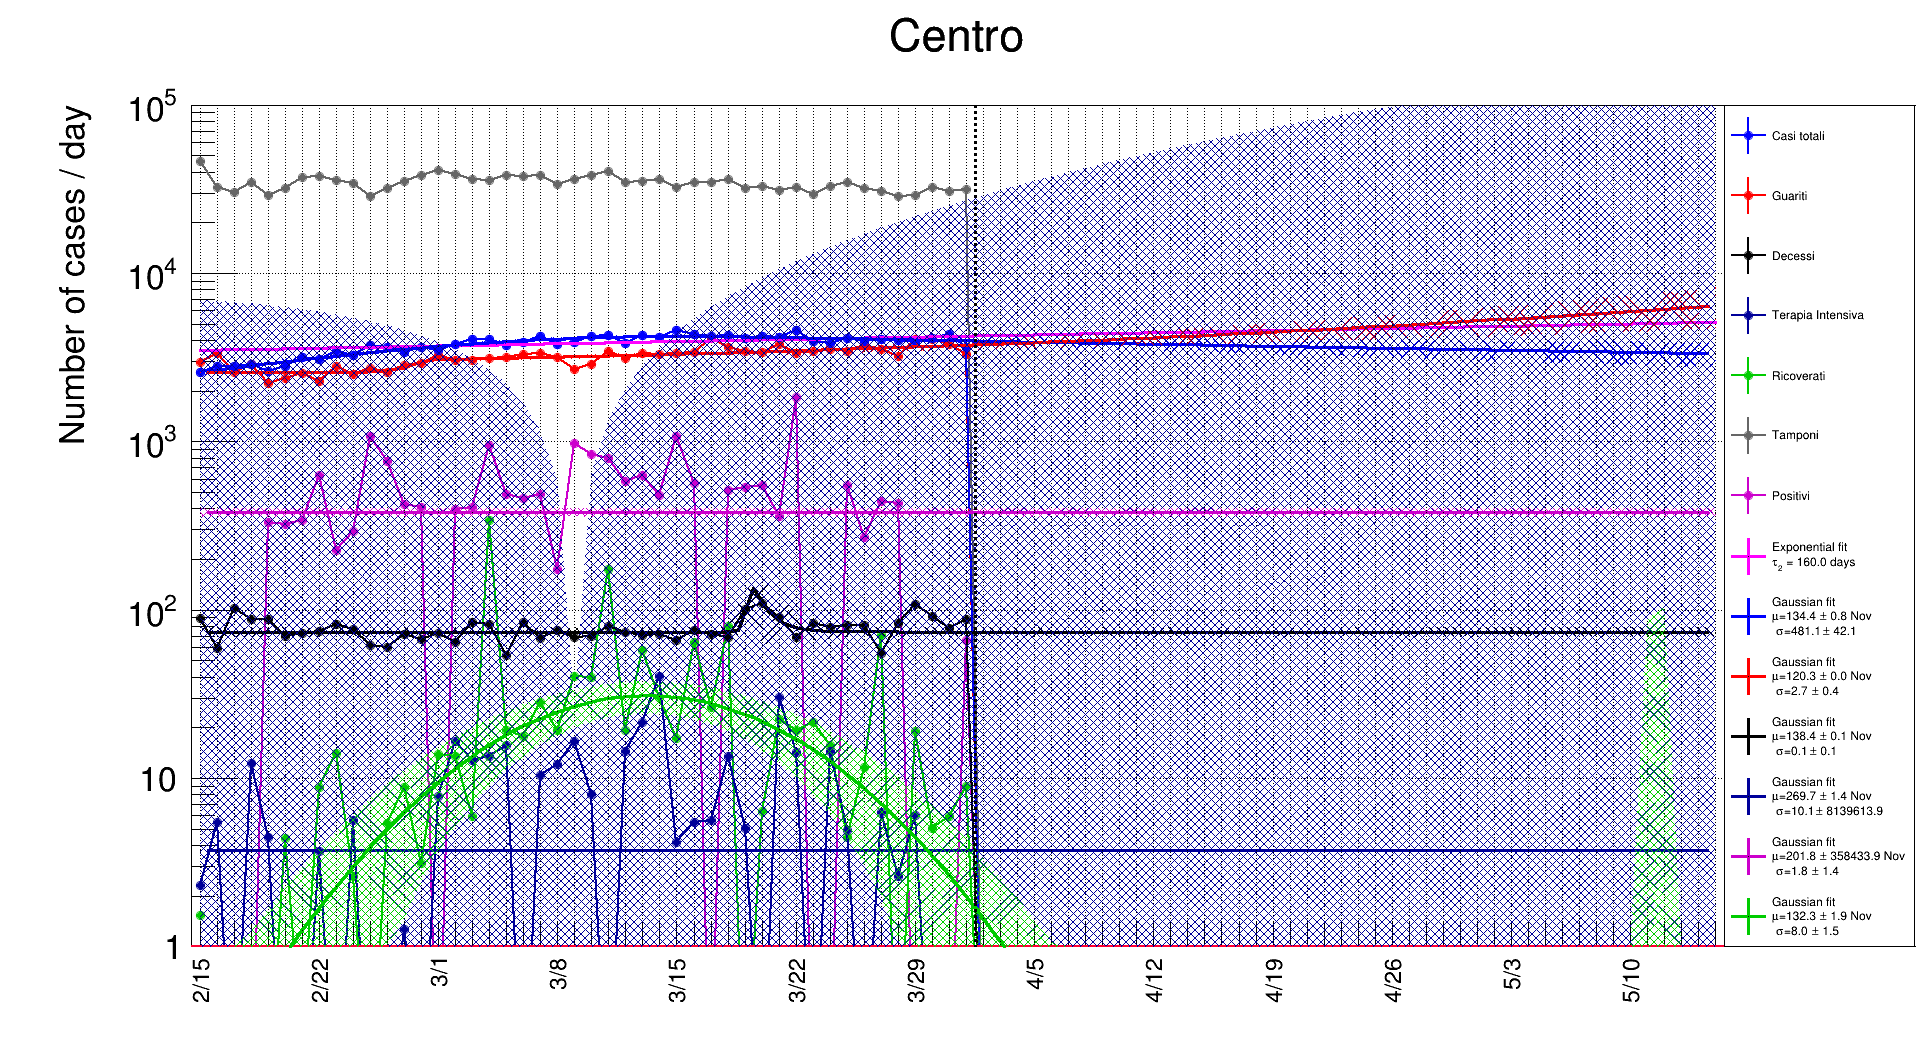 Centro
Number of cases / day
10^5
10^4
10^3
10^2
10
1
2/15
2/22
3/1
3/8
3/15
3/22
3/29
4/5
4/12
4/19
4/26
5/3
5/10
Casi totali
Guariti
Decessi
Terapia Intensiva
Ricoverati
Tamponi
Positivi
Exponential fit
τ_2 = 160.0 days
Gaussian fit
μ=134.4 ± 0.8 Nov
σ=481.1 ± 42.1
Gaussian fit
μ=120.3 ± 0.0 Nov
σ=2.7 ± 0.4
Gaussian fit
μ=138.4 ± 0.1 Nov
σ=0.1 ± 0.1
Gaussian fit
μ=269.7 ± 1.4 Nov
σ=10.1 ± 8139613.9
Gaussian fit
μ=201.8 ± 358433.9 Nov
σ=1.8 ± 1.4
Gaussian fit
μ=132.3 ± 1.9 Nov
σ=8.0 ± 1.5